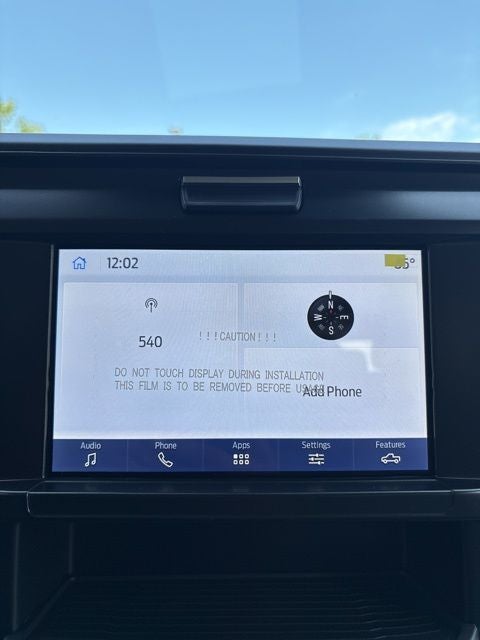 12:02
5°
N
W E
S
540
!!!CAUTION!!!
DO NOT TOUCH DISPLAY DURING INSTALLATION
THIS FILM IS TO BE REMOVED BEFORE
Add Phone
Audio Phone Apps Settings Features